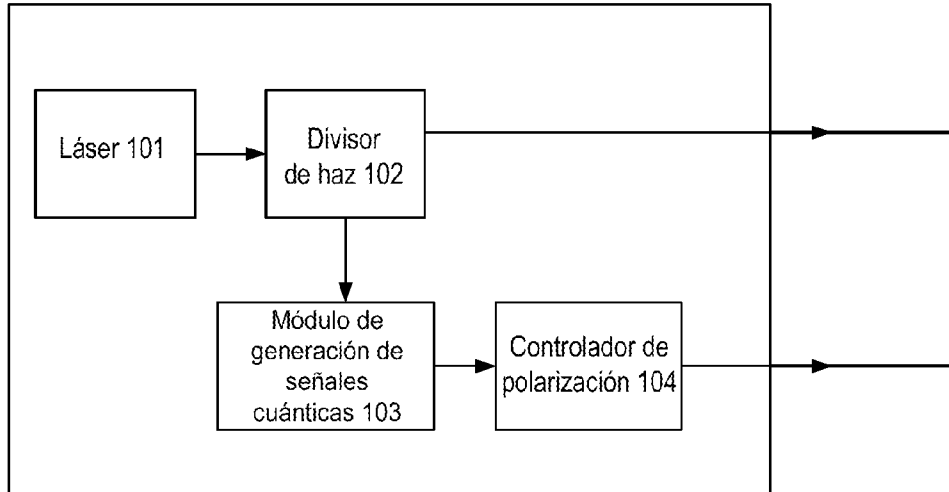 Láser 101
Divisor
de haz 102
Módulo de
generación de
señales
cuánticas 103
Controlador de
polarización 104